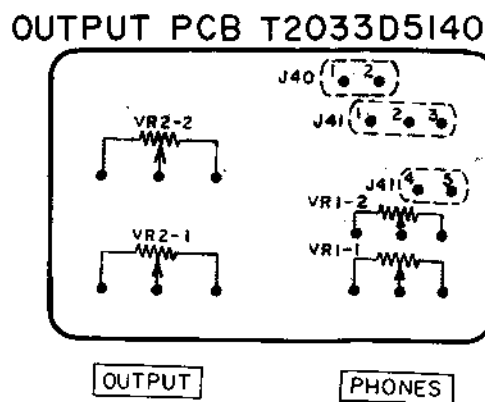 OUTPUT PCB T2033D5140
J40 1 2
VR2-2
J41 1 2 3
J41 4 5
VR1-2
VR2-1
VR1-1
OUTPUT
PHONES